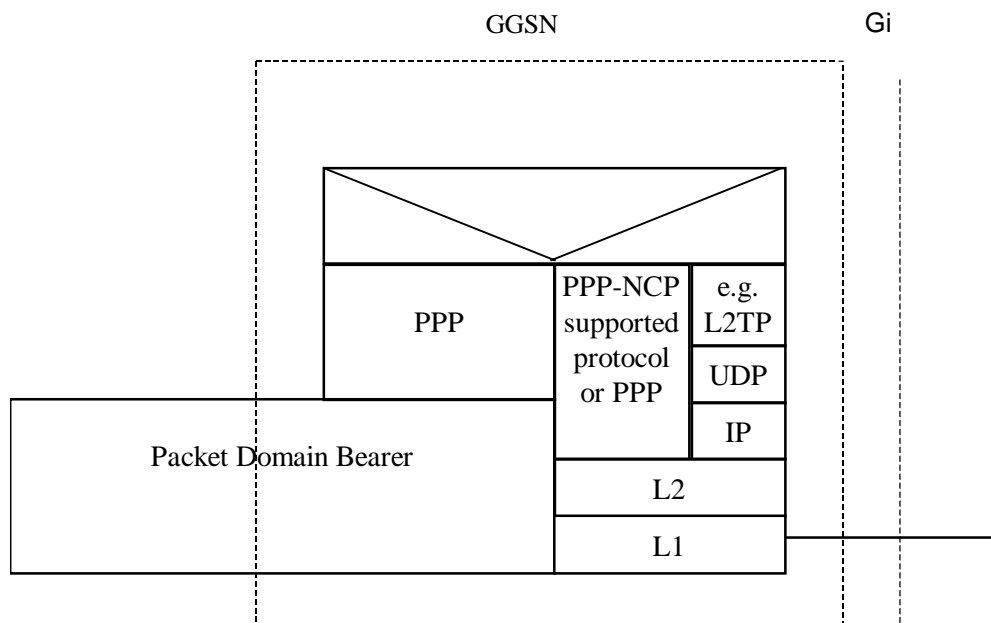 GGSN
Gi
PPP
PPP-NCP
supported
protocol
or PPP
e.g.
L2TP
UDP
IP
Packet Domain Bearer
L2
L1